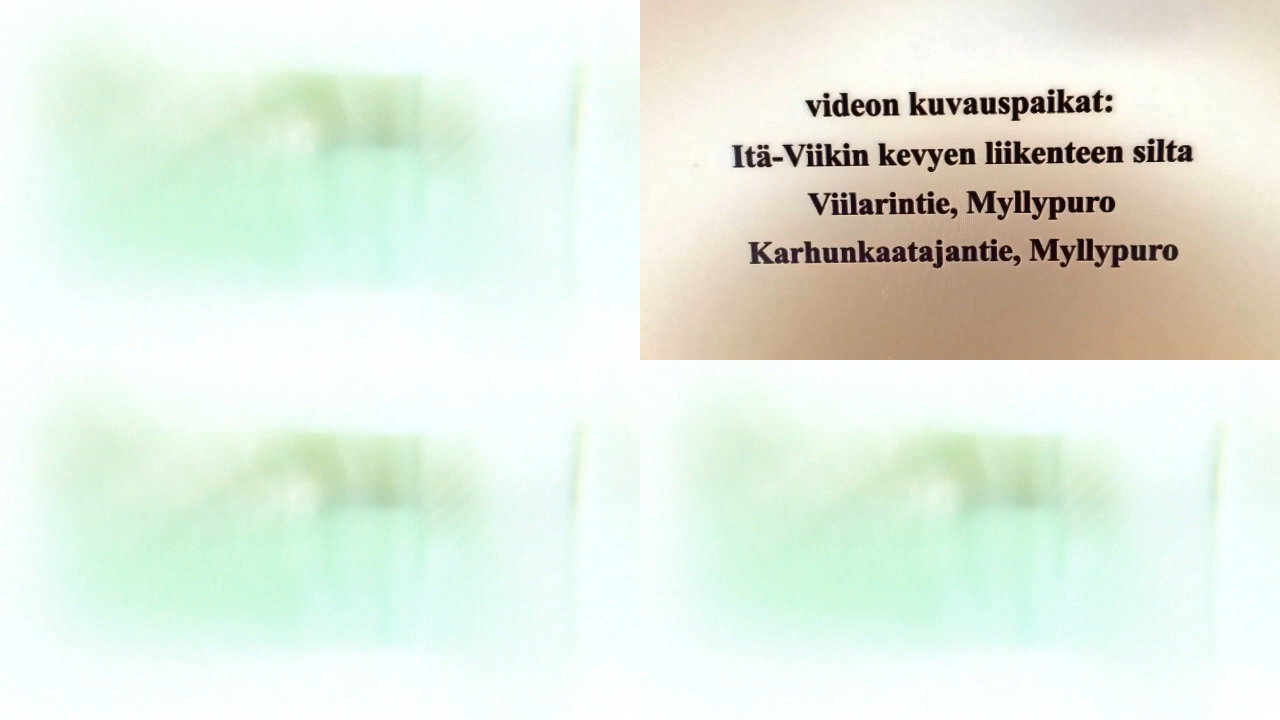 videon kuvauspaikat:
Itä-Viikin kevyen liikenteen silta
Viilarintie, Myllypuro
Karhunkaatajantie, Myllypuro